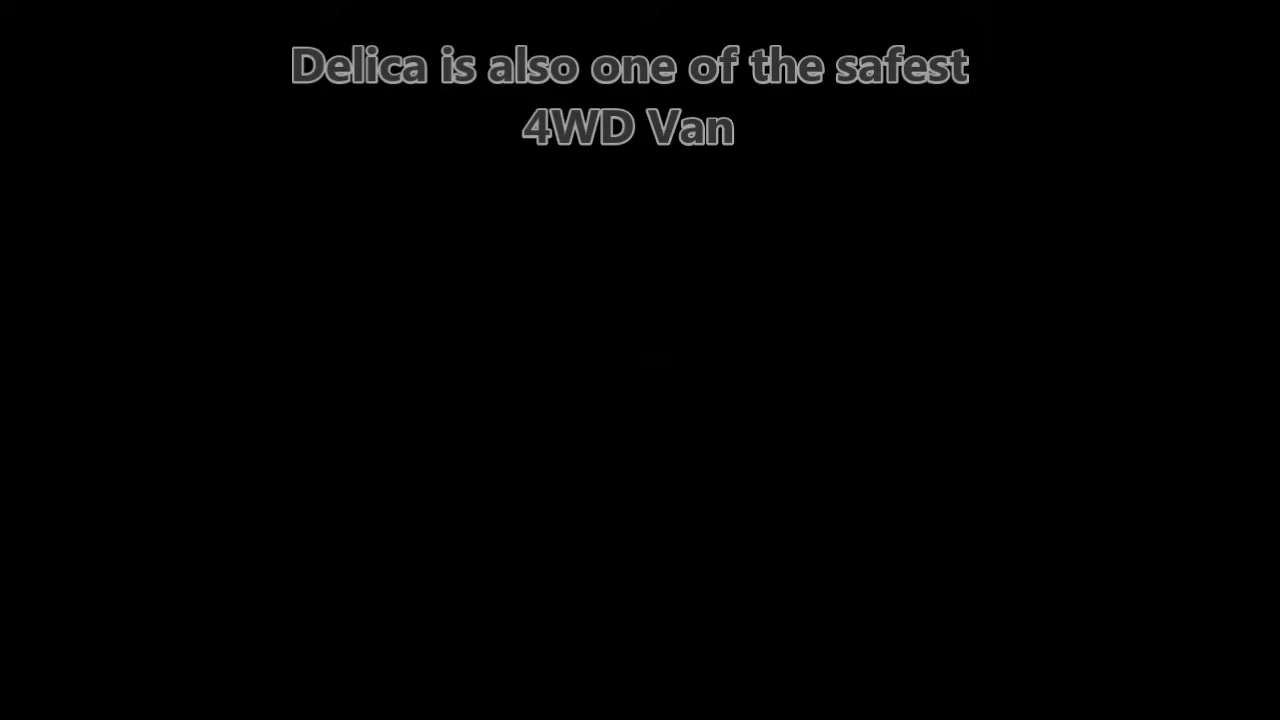 Delica is also one of the safest
4WD Van